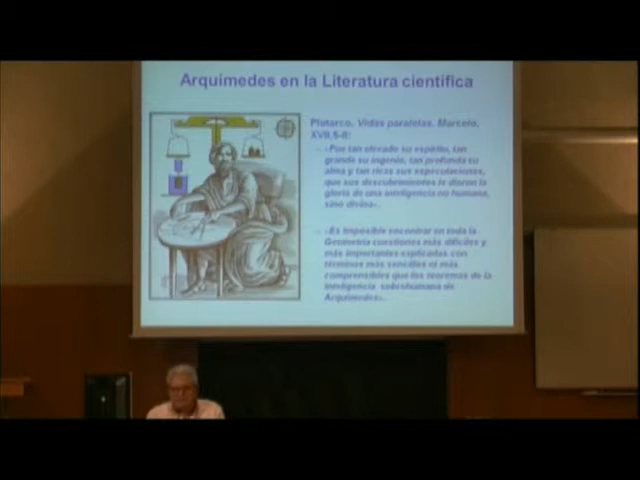 Arquímedes en la Literatura científica
Plutarco, Vidas paralelas, Marcelo,
XVII.5-8:
– «Fue tan elevado su espíritu, tan
grande su ingenio, tan profunda su
alma y tan ricas sus especulaciones,
que sus descubrimientos le dieron la
gloria de una inteligencia no humana,
sino divina».
– «Es imposible encontrar en toda la
Geometría cuestiones más difíciles y
más importantes explicadas con
términos más sencillos ni más
comprensibles que los teoremas de la
inteligencia sobrehumana de
Arquímedes».